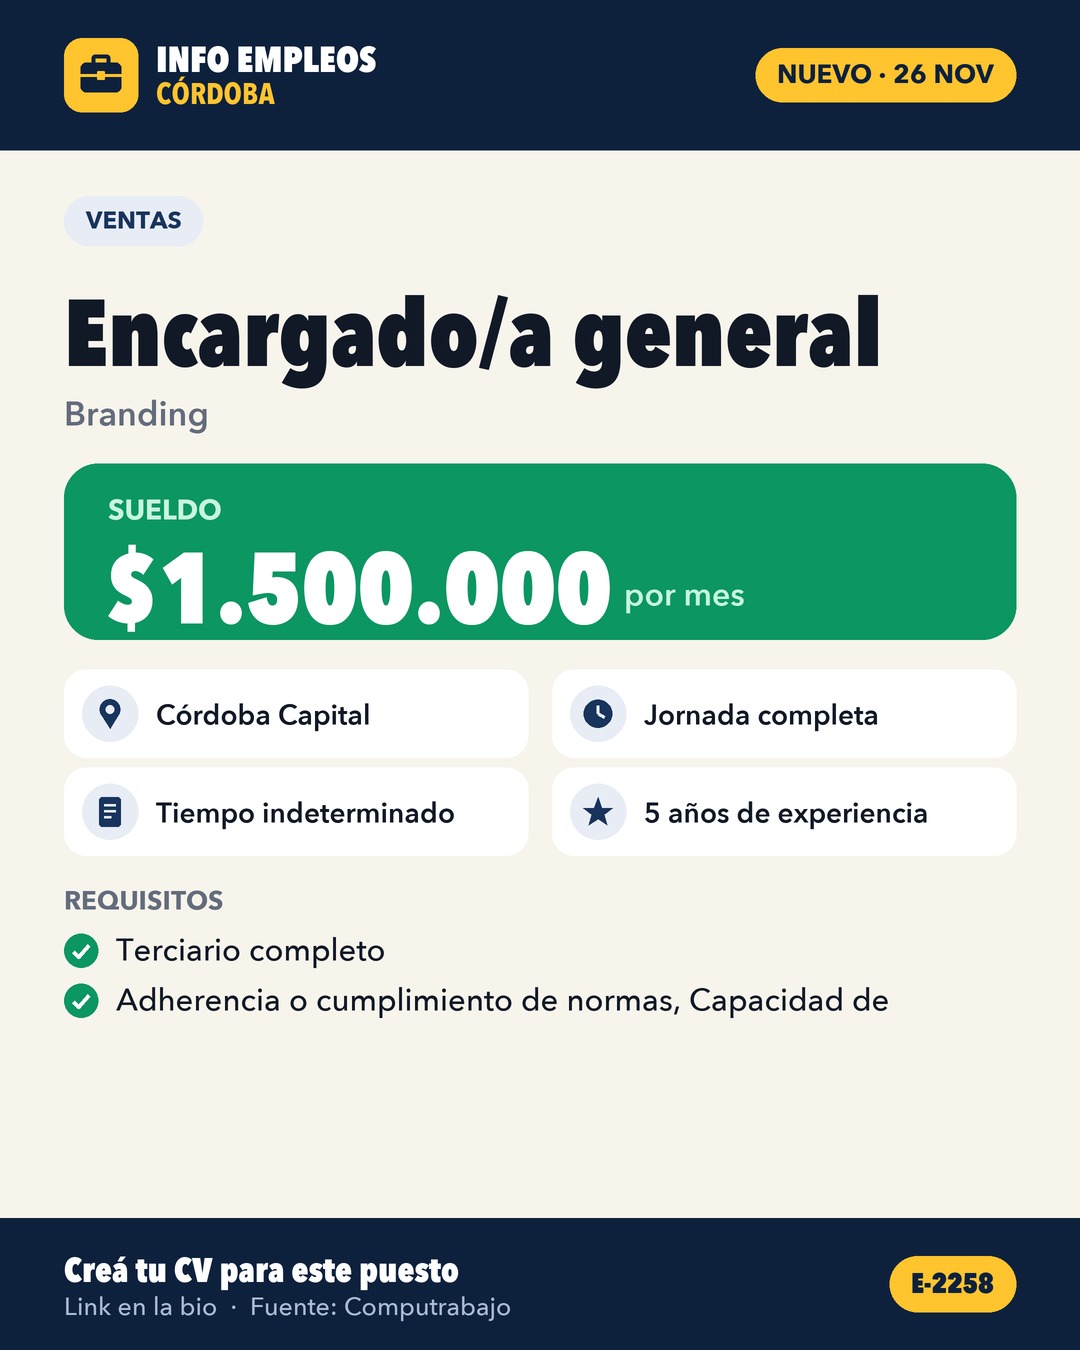 INFO EMPLEOS
CÓRDOBA
NUEVO · 26 NOV
VENTAS
Encargado/a general
Branding
SUELDO
$1.500.000 por mes
Córdoba Capital
Jornada completa
Tiempo indeterminado
5 años de experiencia
REQUISITOS
Terciario completo
Adherencia o cumplimiento de normas, Capacidad de
Creá tu CV para este puesto
Link en la bio · Fuente: Computrabajo
E-2258